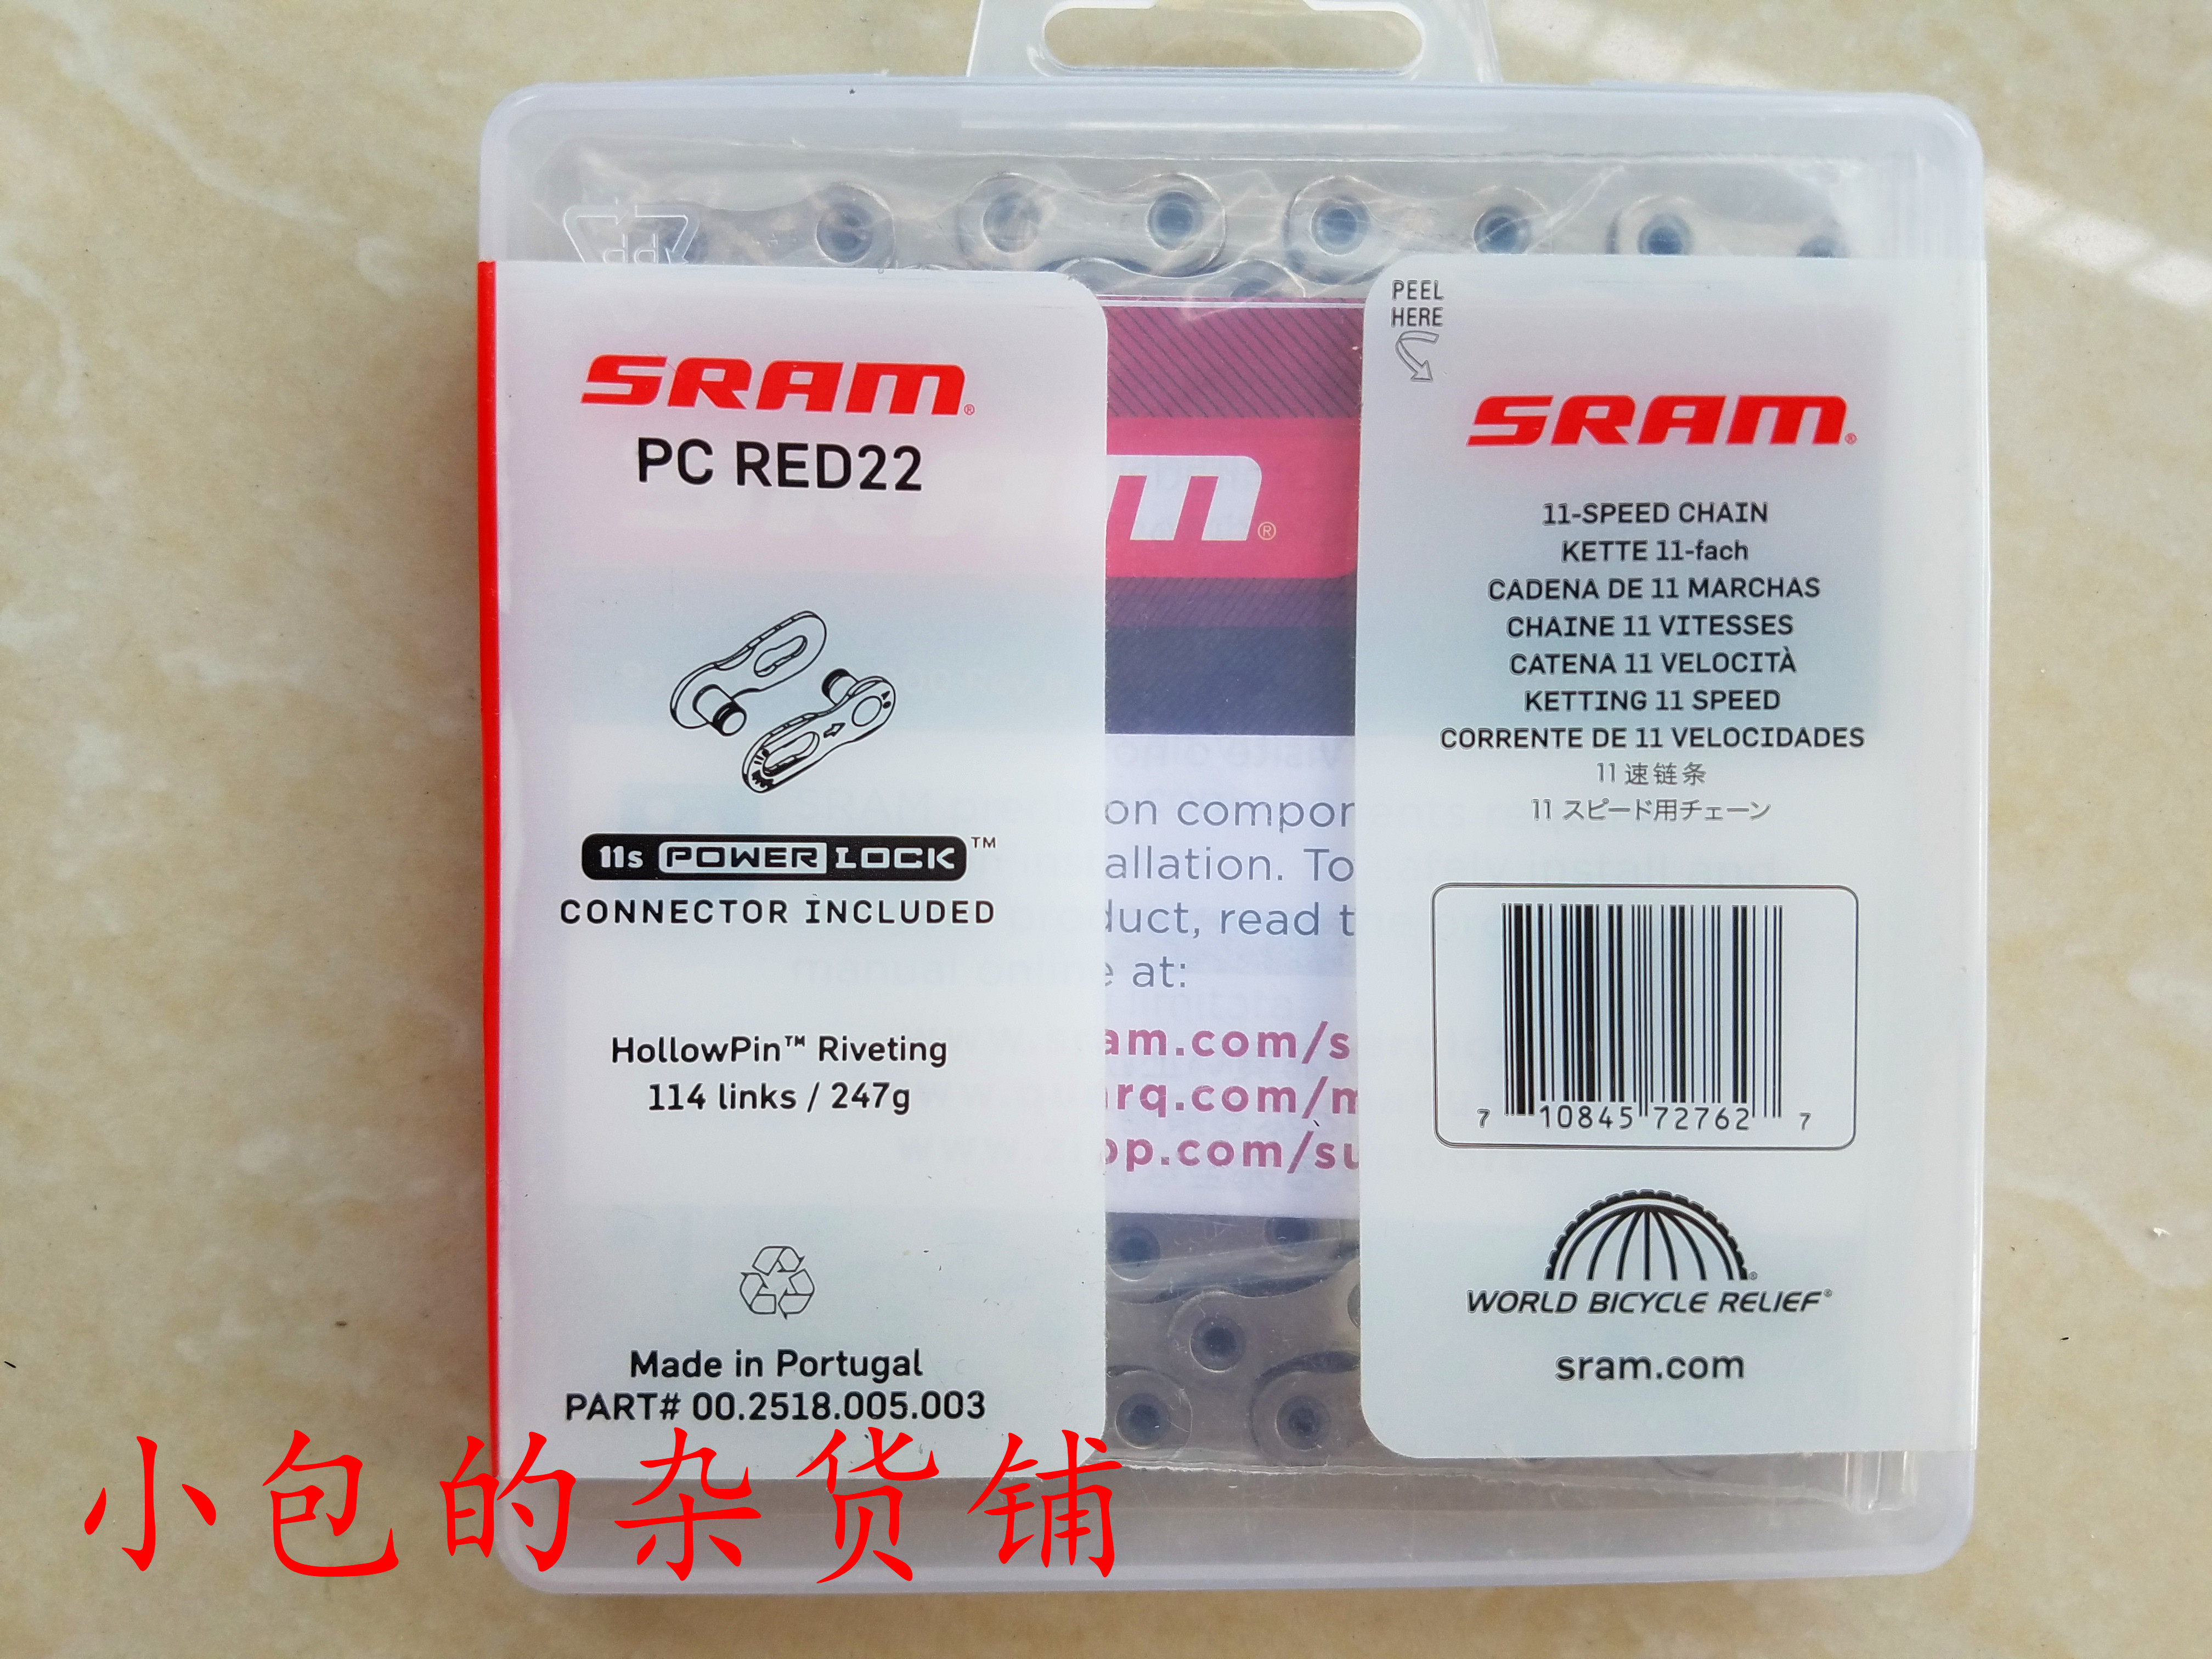 SRAM®
PC RED22
11s POWER LOCK™
CONNECTOR INCLUDED
HollowPin™ Riveting
114 links / 247g
Made in Portugal
PART# 00.2518.005.003
®
on compon
allation. To
duct, read t
manual online at:
am.com/s
rq.com/m
pp.com/su
PEEL
HERE
SRAM®
11-SPEED CHAIN
KETTE 11-fach
CADENA DE 11 MARCHAS
CHAINE 11 VITESSES
CATENA 11 VELOCITÀ
KETTING 11 SPEED
CORRENTE DE 11 VELOCIDADES
11 速链条
11 スピード用チェーン
7 10845 72762 7
WORLD BICYCLE RELIEF®
sram.com
小包的杂货铺